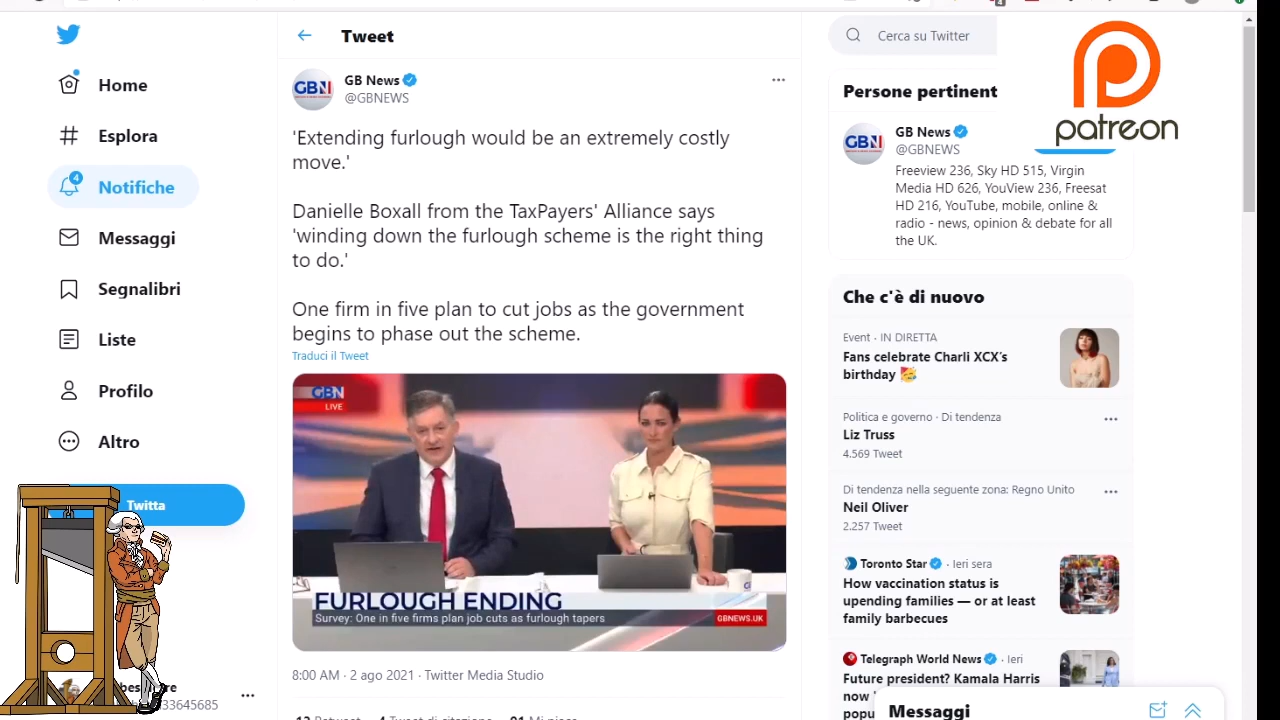 Home
Esplora
Notifiche
4
Messaggi
Segnalibri
Liste
Profilo
Altro
Twitta
33645685
Tweet
GBN
GB News
@GBNEWS
'Extending furlough would be an extremely costly
move.'
Danielle Boxall from the TaxPayers' Alliance says
'winding down the furlough scheme is the right thing
to do.'
One firm in five plan to cut jobs as the government
begins to phase out the scheme.
Traduci il Tweet
GBN
LIVE
FURLOUGH ENDING
Survey: One in five firms plan job cuts as furlough tapers
GBNEWS.UK
8:00 AM · 2 ago 2021 · Twitter Media Studio
Cerca su Twitter
patreon
Persone pertinent
GBN
GB News
@GBNEWS
Freeview 236, Sky HD 515, Virgin
Media HD 626, YouView 236, Freesat
HD 216, YouTube, mobile, online &
radio - news, opinion & debate for all
the UK.
Che c'è di nuovo
Event · IN DIRETTA
Fans celebrate Charli XCX's
birthday 🥳
Politica e governo · Di tendenza
Liz Truss
4.569 Tweet
Di tendenza nella seguente zona: Regno Unito
Neil Oliver
2.257 Tweet
Toronto Star · Ieri sera
How vaccination status is
upending families — or at least
family barbecues
Telegraph World News · Ieri
Future president? Kamala Harris
now
popu
Messaggi